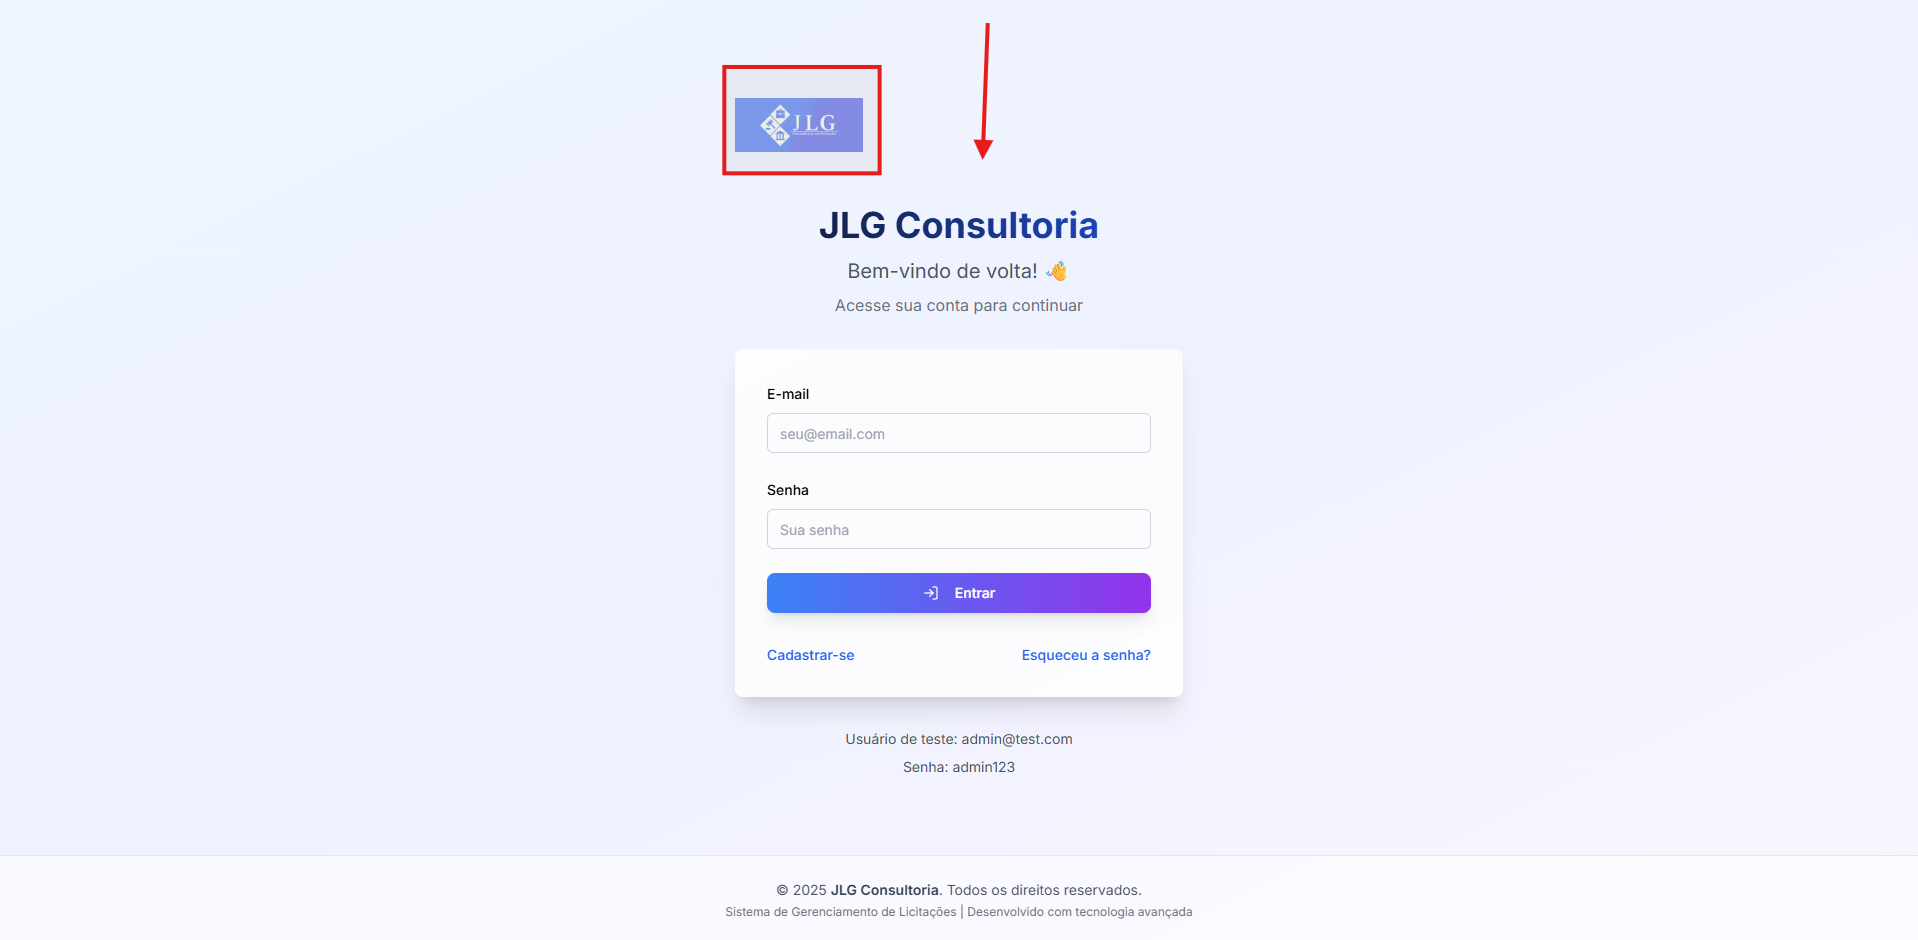 JLG
JLG Consultoria
Bem-vindo de volta! 👋
Acesse sua conta para continuar
E-mail
seu@email.com
Senha
Sua senha
Entrar
Cadastrar-se
Esqueceu a senha?
Usuário de teste: admin@test.com
Senha: admin123
© 2025 JLG Consultoria. Todos os direitos reservados.
Sistema de Gerenciamento de Licitações | Desenvolvido com tecnologia avançada